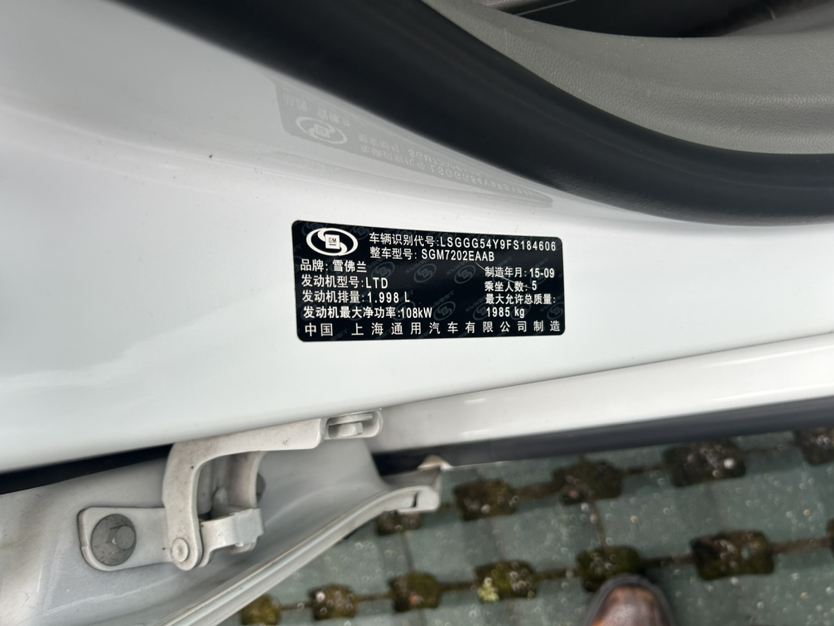 GM
车辆识别代号:LSGGG54Y9FS184606
整车型号: SGM7202EAAB
品牌: 雪佛兰
制造年月: 15-09
发动机型号:LTD
乘坐人数: 5
发动机排量: 1.998 L
最大允许总质量:
发动机最大净功率:108kW
1985 kg
中国 上海通用汽车有限公司制造